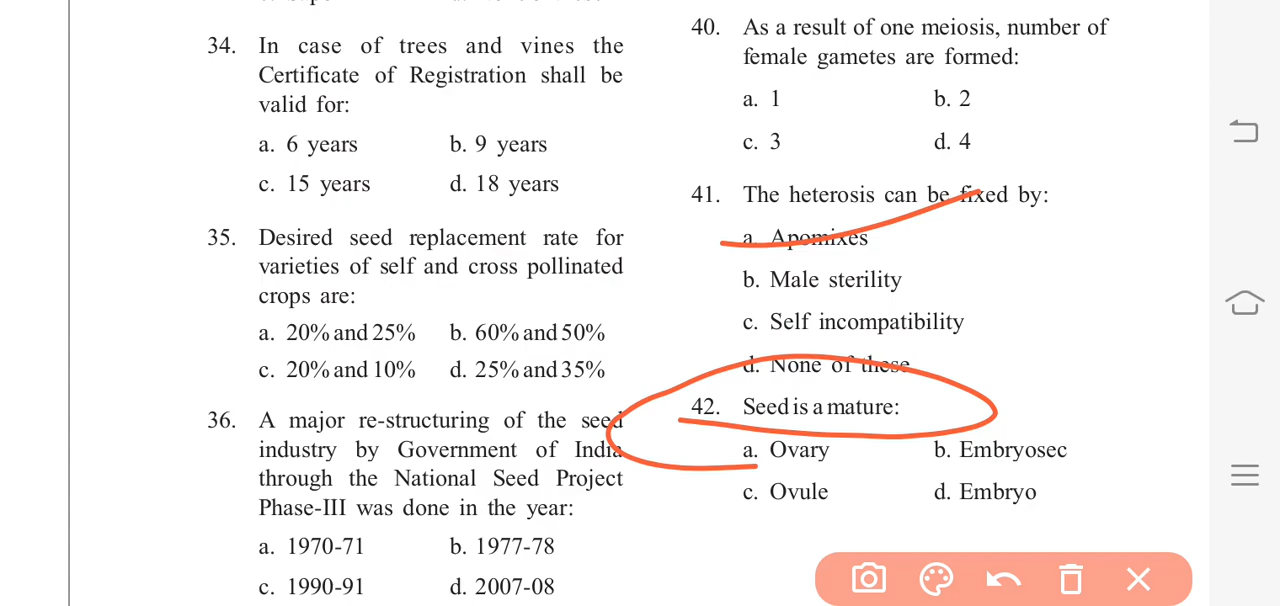 34. In case of trees and vines the
Certificate of Registration shall be
valid for:
a. 6 years b. 9 years
c. 15 years d. 18 years
35. Desired seed replacement rate for
varieties of self and cross pollinated
crops are:
a. 20% and 25% b. 60% and 50%
c. 20% and 10% d. 25% and 35%
36. A major re-structuring of the seed
industry by Government of India
through the National Seed Project
Phase-III was done in the year:
a. 1970-71 b. 1977-78
c. 1990-91 d. 2007-08
40. As a result of one meiosis, number of
female gametes are formed:
a. 1 b. 2
c. 3 d. 4
41. The heterosis can be fixed by:
a. Apomixes
b. Male sterility
c. Self incompatibility
d. None of these
42. Seed is a mature:
a. Ovary b. Embryosec
c. Ovule d. Embryo